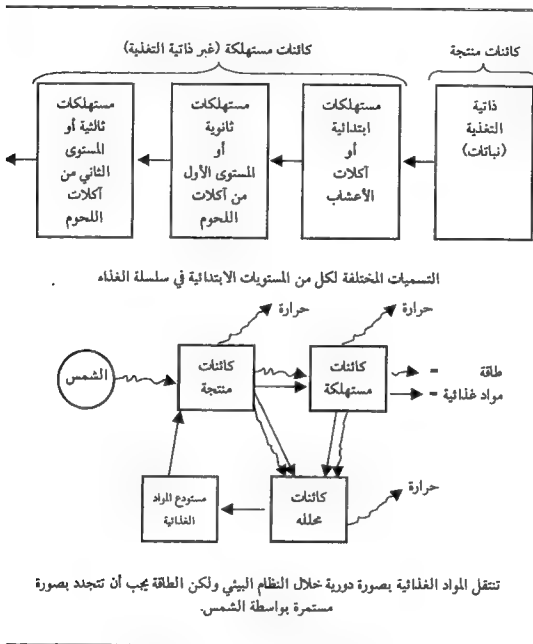 كائنات منتجة
كائنات مستهلكة (غبر ذاتية التغذية)
ذاتية
التغذية
(نباتات)
مستهلكات
ابتدائية
أو
آكلات
الأعشاب
مستهلكات
ثانوية
أو
المستوى الأول
من آكلات
اللحوم
مستهلكات
ثالثية أو
المستوى
الثاني من
آكلات
اللحوم
التسميات المختلفة لكل من المستويات الابتدائية في سلسلة الغذاء
حرارة
حرارة
الشمس
كائنات
منتجة
كائنات
مستهلكة
طاقة =
مواد غذائية =
مستودع المواد
الغذائية
كائنات
محلله
حرارة
تنتقل المواد الغذائية بصورة دورية خلال النظام البيئي ولكن الطاقة يجب أن تتجدد بصورة
مستمرة بواسطة الشمس.